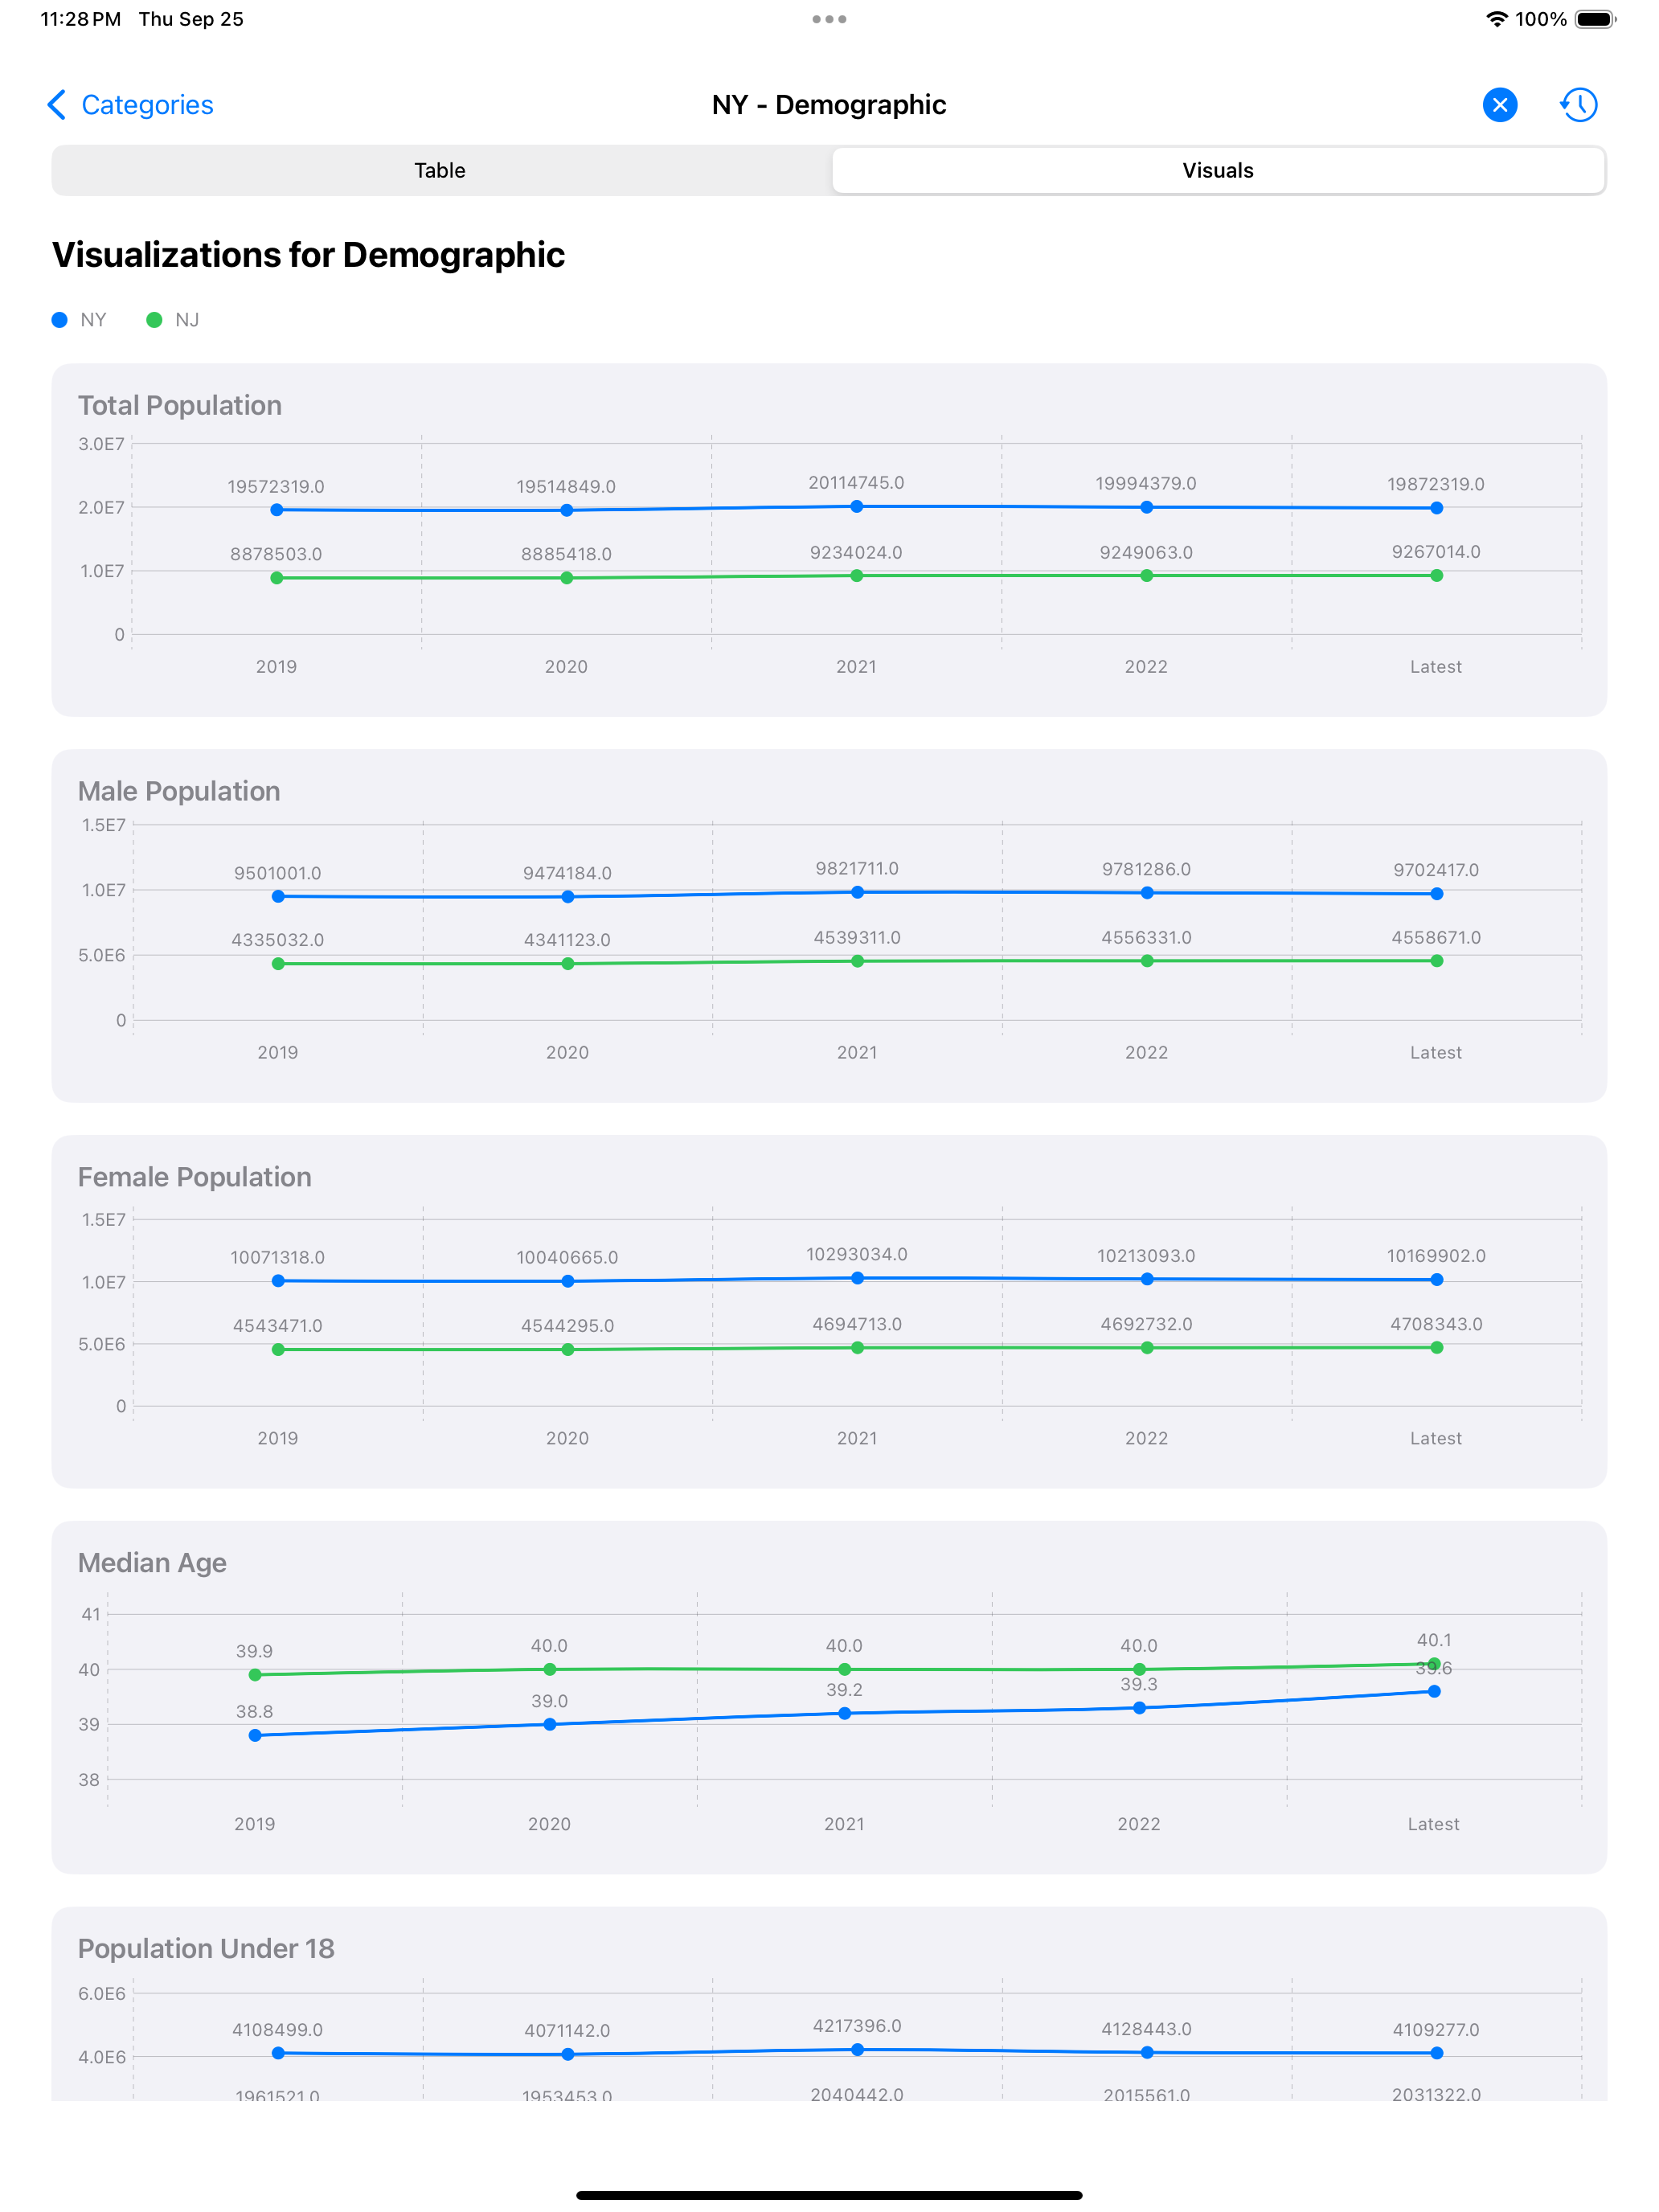 11:28 PM Thu Sep 25
100%
Categories
NY - Demographic
Table
Visuals
Visualizations for Demographic
NY
NJ
Total Population
3.0E7
19572319.0 19514849.0 20114745.0 19994379.0 19872319.0
2.0E7
8878503.0 8885418.0 9234024.0 9249063.0 9267014.0
1.0E7
0
2019 2020 2021 2022 Latest
Male Population
1.5E7
9501001.0 9474184.0 9821711.0 9781286.0 9702417.0
1.0E7
4335032.0 4341123.0 4539311.0 4556331.0 4558671.0
5.0E6
0
2019 2020 2021 2022 Latest
Female Population
1.5E7
10071318.0 10040665.0 10293034.0 10213093.0 10169902.0
1.0E7
4543471.0 4544295.0 4694713.0 4692732.0 4708343.0
5.0E6
0
2019 2020 2021 2022 Latest
Median Age
41
39.9 40.0 40.0 40.0 40.1
40
38.8 39.0 39.2 39.3 39.6
39
38
2019 2020 2021 2022 Latest
Population Under 18
6.0E6
4108499.0 4071142.0 4217396.0 4128443.0 4109277.0
4.0E6
1961521.0 1953453.0 2040442.0 2015561.0 2031322.0